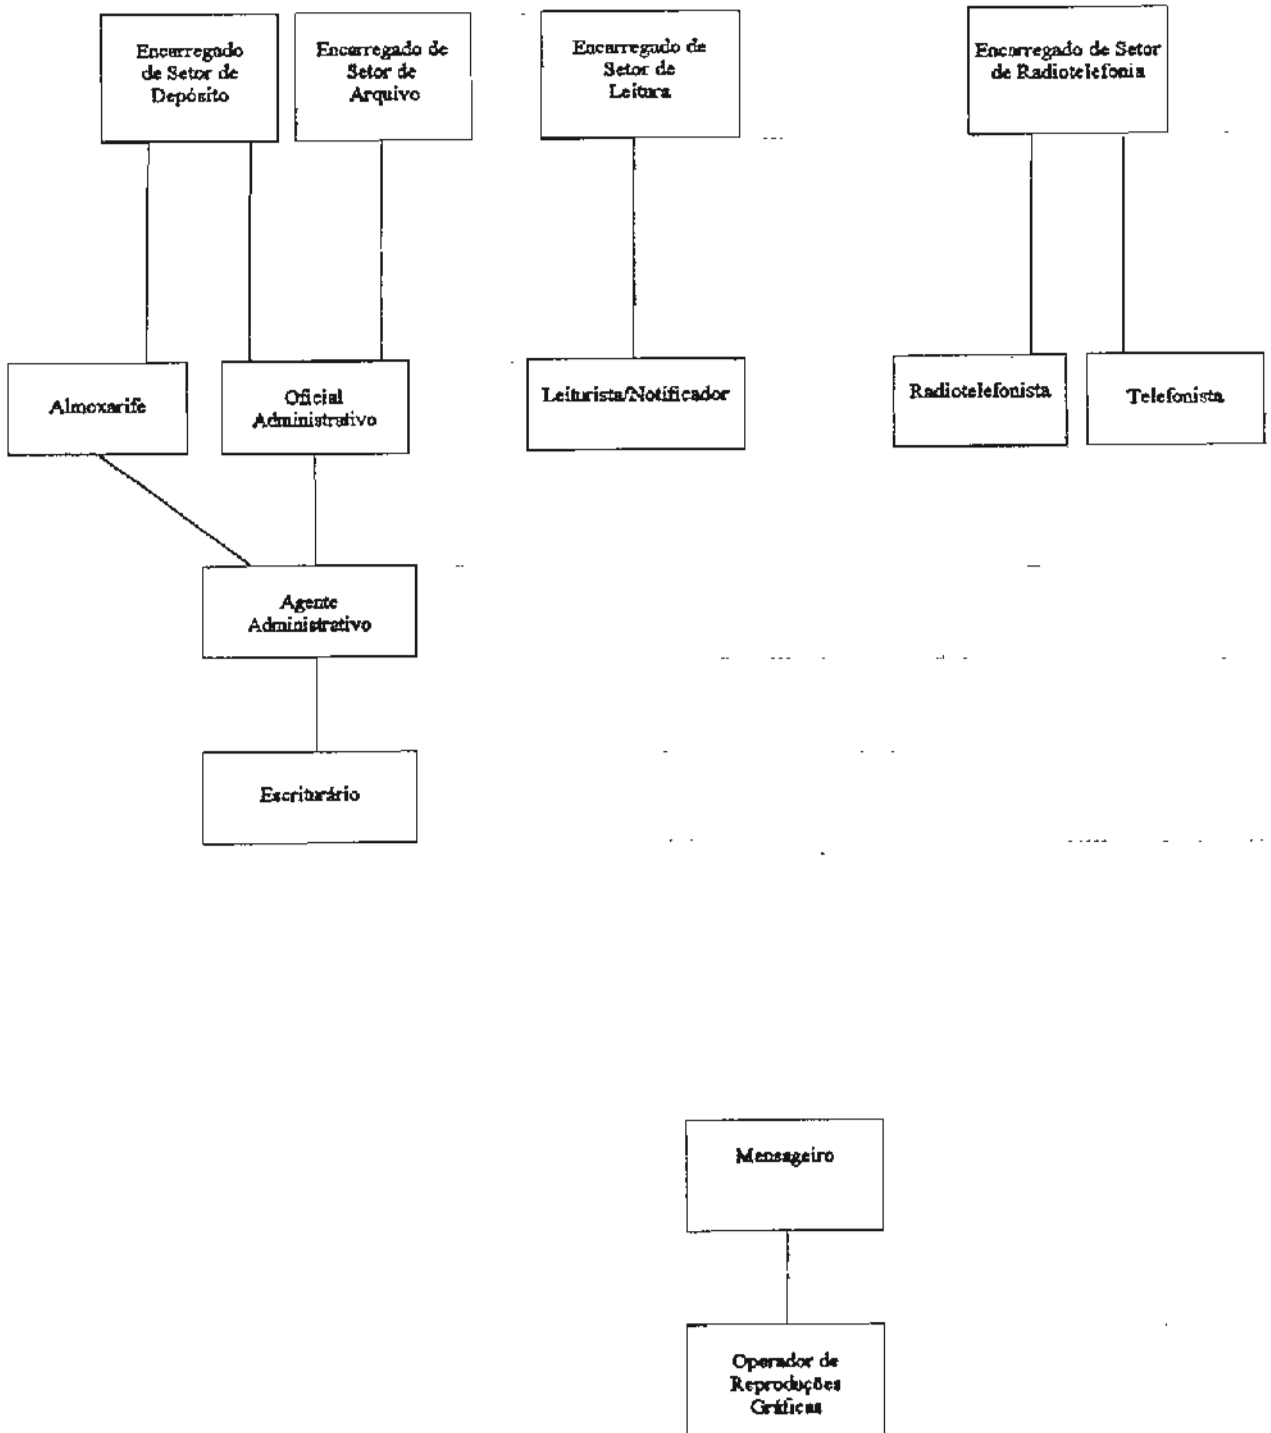 Encarregado
de Setor de
Depósito
Encarregado de
Setor de
Arquivo
Encarregado de
Setor de
Leitura
Encarregado de Setor
de Radiotelefonia
Almoxarife
Oficial
Administrativo
Leiturista/Notificador
Radiotelefonista
Telefonista
Agente
Administrativo
Escriturário
Mensageiro
Operador de
Reproduções
Gráficas